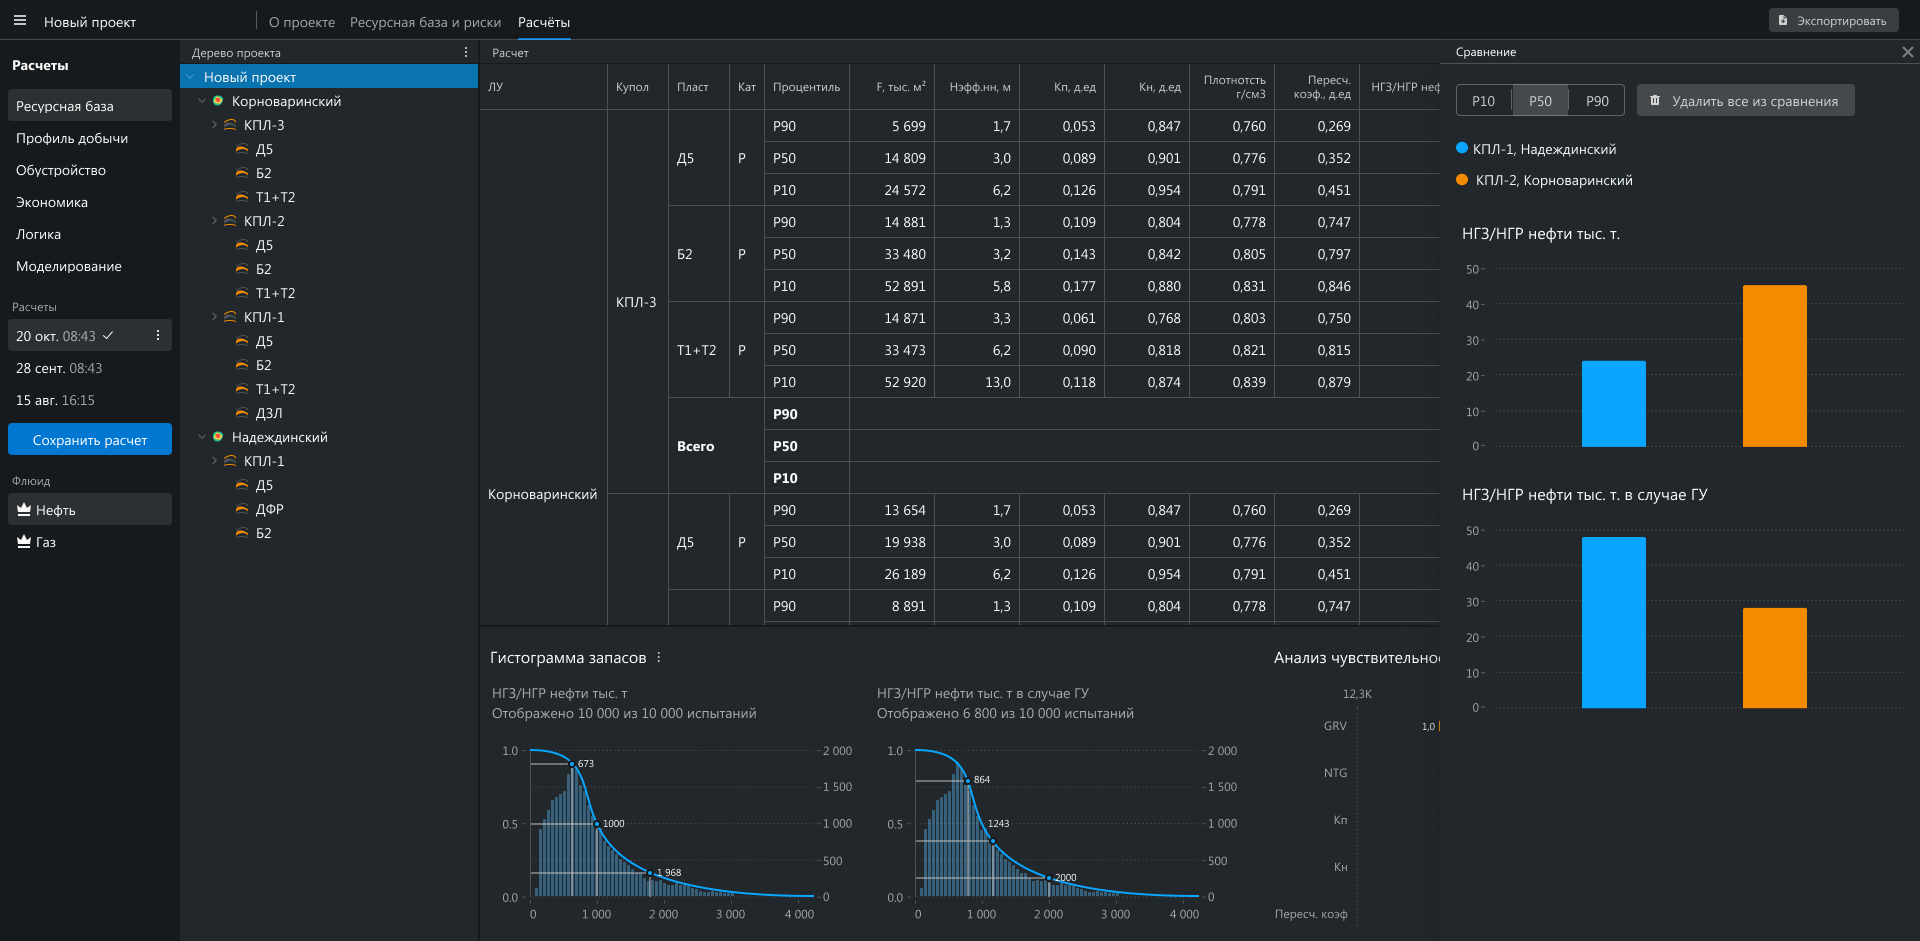 Новый проект
О проекте
Ресурсная база и риски
Расчёты
Экспортировать
Расчеты
Ресурсная база
Профиль добычи
Обустройство
Экономика
Логика
Моделирование
Расчеты
20 окт. 08:43
28 сент. 08:43
15 авг. 16:15
Сохранить расчет
Флюид
Нефть
Газ
Дерево проекта
Новый проект
Корноваринский
КПЛ-3
Д5
Б2
Т1+Т2
КПЛ-2
Д5
Б2
Т1+Т2
КПЛ-1
Д5
Б2
Т1+Т2
ДЗЛ
Надеждинский
КПЛ-1
Д5
ДФР
Б2
Расчет
ЛУ Купол Пласт Кат Процентиль F, тыс. м² Hэфф.нн, м Кп, д.ед Кн, д.ед Плотнотсть г/см3 Пересч. коэф., д.ед НГЗ/НГР неф
Корноваринский
КПЛ-3
Д5 P
P90 5 699 1,7 0,053 0,847 0,760 0,269
P50 14 809 3,0 0,089 0,901 0,776 0,352
P10 24 572 6,2 0,126 0,954 0,791 0,451
Б2 P
P90 14 881 1,3 0,109 0,804 0,778 0,747
P50 33 480 3,2 0,143 0,842 0,805 0,797
P10 52 891 5,8 0,177 0,880 0,831 0,846
Т1+Т2 P
P90 14 871 3,3 0,061 0,768 0,803 0,750
P50 33 473 6,2 0,090 0,818 0,821 0,815
P10 52 920 13,0 0,118 0,874 0,839 0,879
Всего
P90
P50
P10
Д5 P
P90 13 654 1,7 0,053 0,847 0,760 0,269
P50 19 938 3,0 0,089 0,901 0,776 0,352
P10 26 189 6,2 0,126 0,954 0,791 0,451
P90 8 891 1,3 0,109 0,804 0,778 0,747
Гистограмма запасов
НГЗ/НГР нефти тыс. т
Отображено 10 000 из 10 000 испытаний
1.0
0.5
0.0
2 000
1 500
1 000
500
0
673
1000
1 968
0 1 000 2 000 3 000 4 000
НГЗ/НГР нефти тыс. т в случае ГУ
Отображено 6 800 из 10 000 испытаний
1.0
0.5
0.0
2 000
1 500
1 000
500
0
864
1243
2000
0 1 000 2 000 3 000 4 000
Анализ чувствительнос
12,3K
GRV 1,0
NTG
Кп
Кн
Пересч. коэф
Сравнение
P10 P50 P90
Удалить все из сравнения
КПЛ-1, Надеждинский
КПЛ-2, Корноваринский
НГЗ/НГР нефти тыс. т.
50
40
30
20
10
0
НГЗ/НГР нефти тыс. т. в случае ГУ
50
40
30
20
10
0